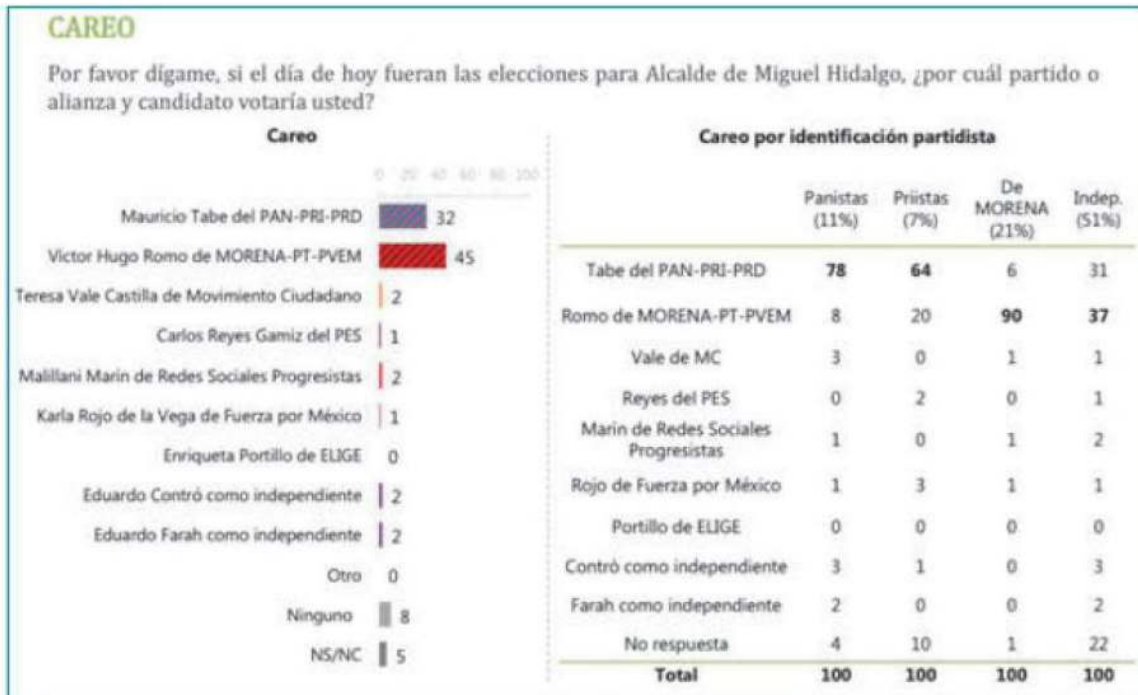 CAREO
Por favor dígame, si el día de hoy fueran las elecciones para Alcalde de Miguel Hidalgo, ¿por cuál partido o
alianza y candidato votaría usted?
Careo
0 20 40 60 80 100
Mauricio Tabe del PAN-PRI-PRD 32
Victor Hugo Romo de MORENA-PT-PVEM 45
Teresa Vale Castilla de Movimiento Ciudadano 2
Carlos Reyes Gamiz del PES 1
Malillani Marin de Redes Sociales Progresistas 2
Karla Rojo de la Vega de Fuerza por México 1
Enriqueta Portillo de ELIGE 0
Eduardo Contró como independiente 2
Eduardo Farah como independiente 2
Otro 0
Ninguno 8
NS/NC 5
Careo por identificación partidista
Panistas (11%)
Priistas (7%)
De MORENA (21%)
Indep. (51%)
Tabe del PAN-PRI-PRD 78 64 6 31
Romo de MORENA-PT-PVEM 8 20 90 37
Vale de MC 3 0 1 1
Reyes del PES 0 2 0 1
Marin de Redes Sociales
Progresistas 1 0 1 2
Rojo de Fuerza por México 1 3 1 1
Portillo de ELIGE 0 0 0 0
Contró como independiente 3 1 0 3
Farah como independiente 2 0 0 2
No respuesta 4 10 1 22
Total 100 100 100 100